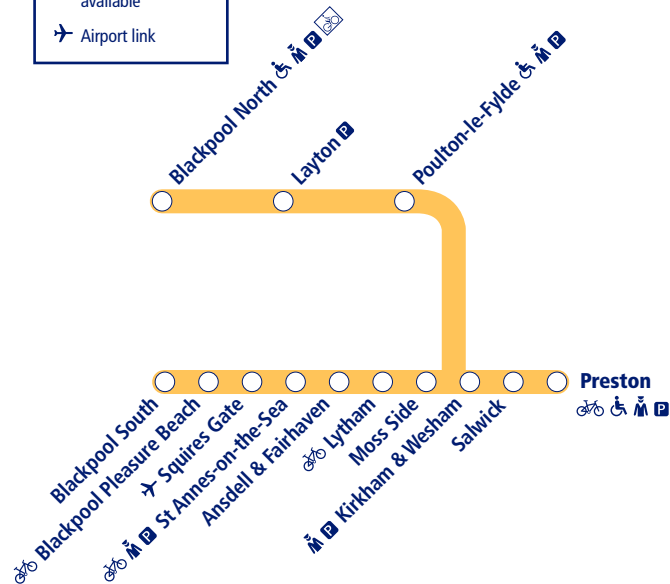 available
Airport link
Blackpool North P
Layton P
Poulton-le-Fylde P
Preston
P
Blackpool South
Blackpool Pleasure Beach
Squires Gate
P St Annes-on-the-Sea
Ansdell & Fairhaven
Lytham
Moss Side
P Kirkham & Wesham
Salwick